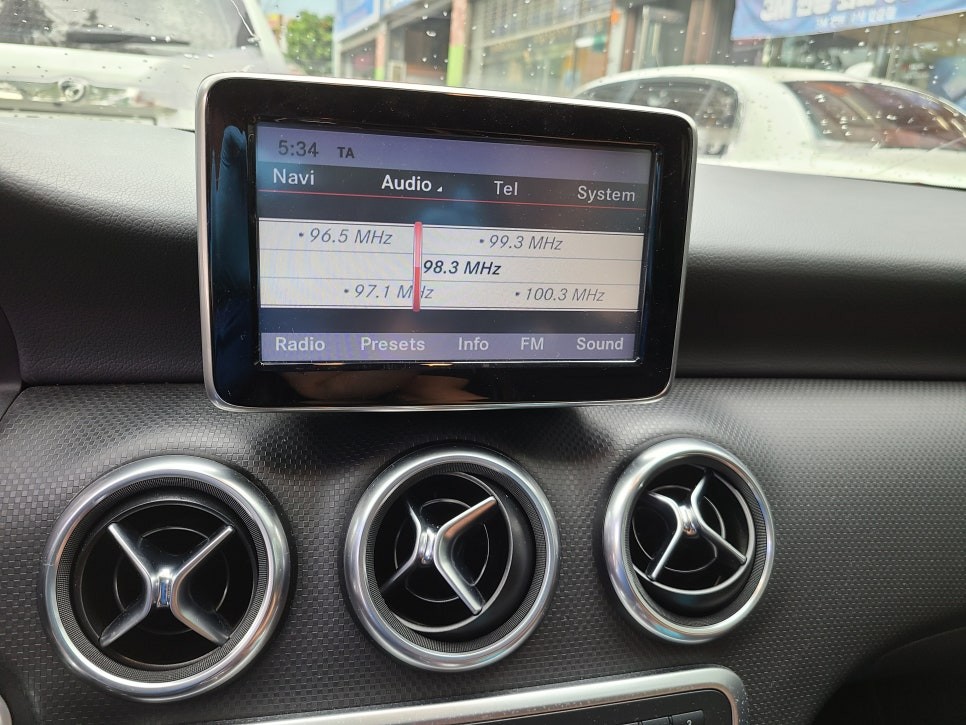 5:34 TA
Navi Audio Tel System
• 96.5 MHz • 99.3 MHz
98.3 MHz
• 97.1 MHz • 100.3 MHz
Radio Presets Info FM Sound
3